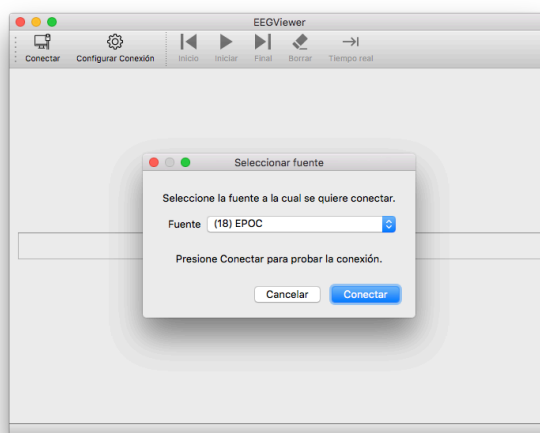 EEGViewer
Conectar Configurar Conexión Inicio Iniciar Final Borrar Tiempo real
Seleccionar fuente
Seleccione la fuente a la cual se quiere conectar.
Fuente (18) EPOC
Presione Conectar para probar la conexión.
Cancelar Conectar